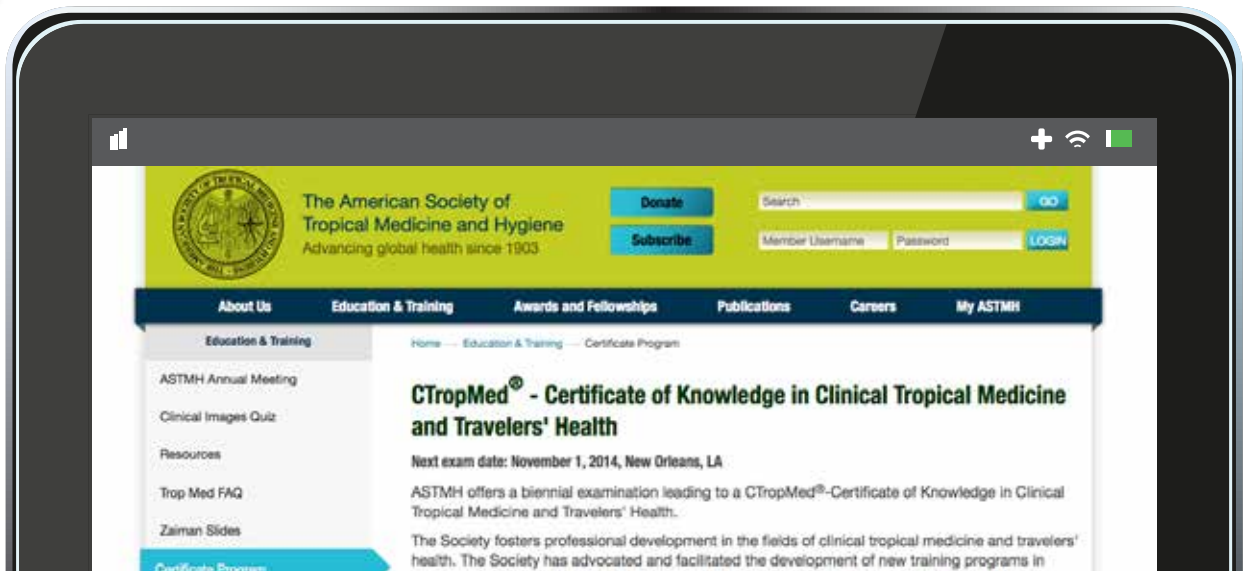 The American Society of
Tropical Medicine and Hygiene
Advancing global health since 1903
Donate
Subscribe
Search
GO
Member Username
Password
LOGIN
About Us
Education & Training
Awards and Fellowships
Publications
Careers
My ASTMH
Education & Training
ASTMH Annual Meeting
Clinical Images Quiz
Resources
Trop Med FAQ
Zaiman Slides
Certificate Program
Home — Education & Training — Certificate Program
CTropMed® - Certificate of Knowledge in Clinical Tropical Medicine
and Travelers' Health
Next exam date: November 1, 2014, New Orleans, LA
ASTMH offers a biennial examination leading to a CTropMed®-Certificate of Knowledge in Clinical
Tropical Medicine and Travelers' Health.
The Society fosters professional development in the fields of clinical tropical medicine and travelers'
health. The Society has advocated and facilitated the development of new training programs in